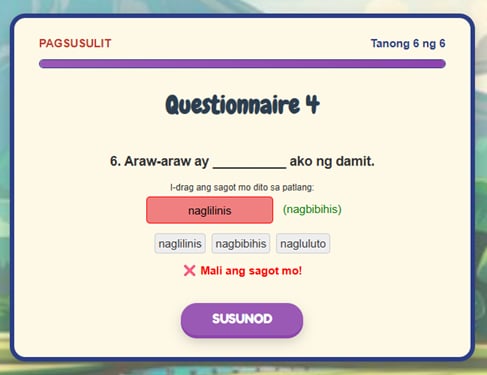 PAGSUSULIT
Tanong 6 ng 6
Questionnaire 4
6. Araw-araw ay __________ ako ng damit.
I-drag ang sagot mo dito sa patlang:
naglilinis (nagbibihis)
naglilinis nagbibihis nagluluto
❌ Mali ang sagot mo!
SUSUNOD